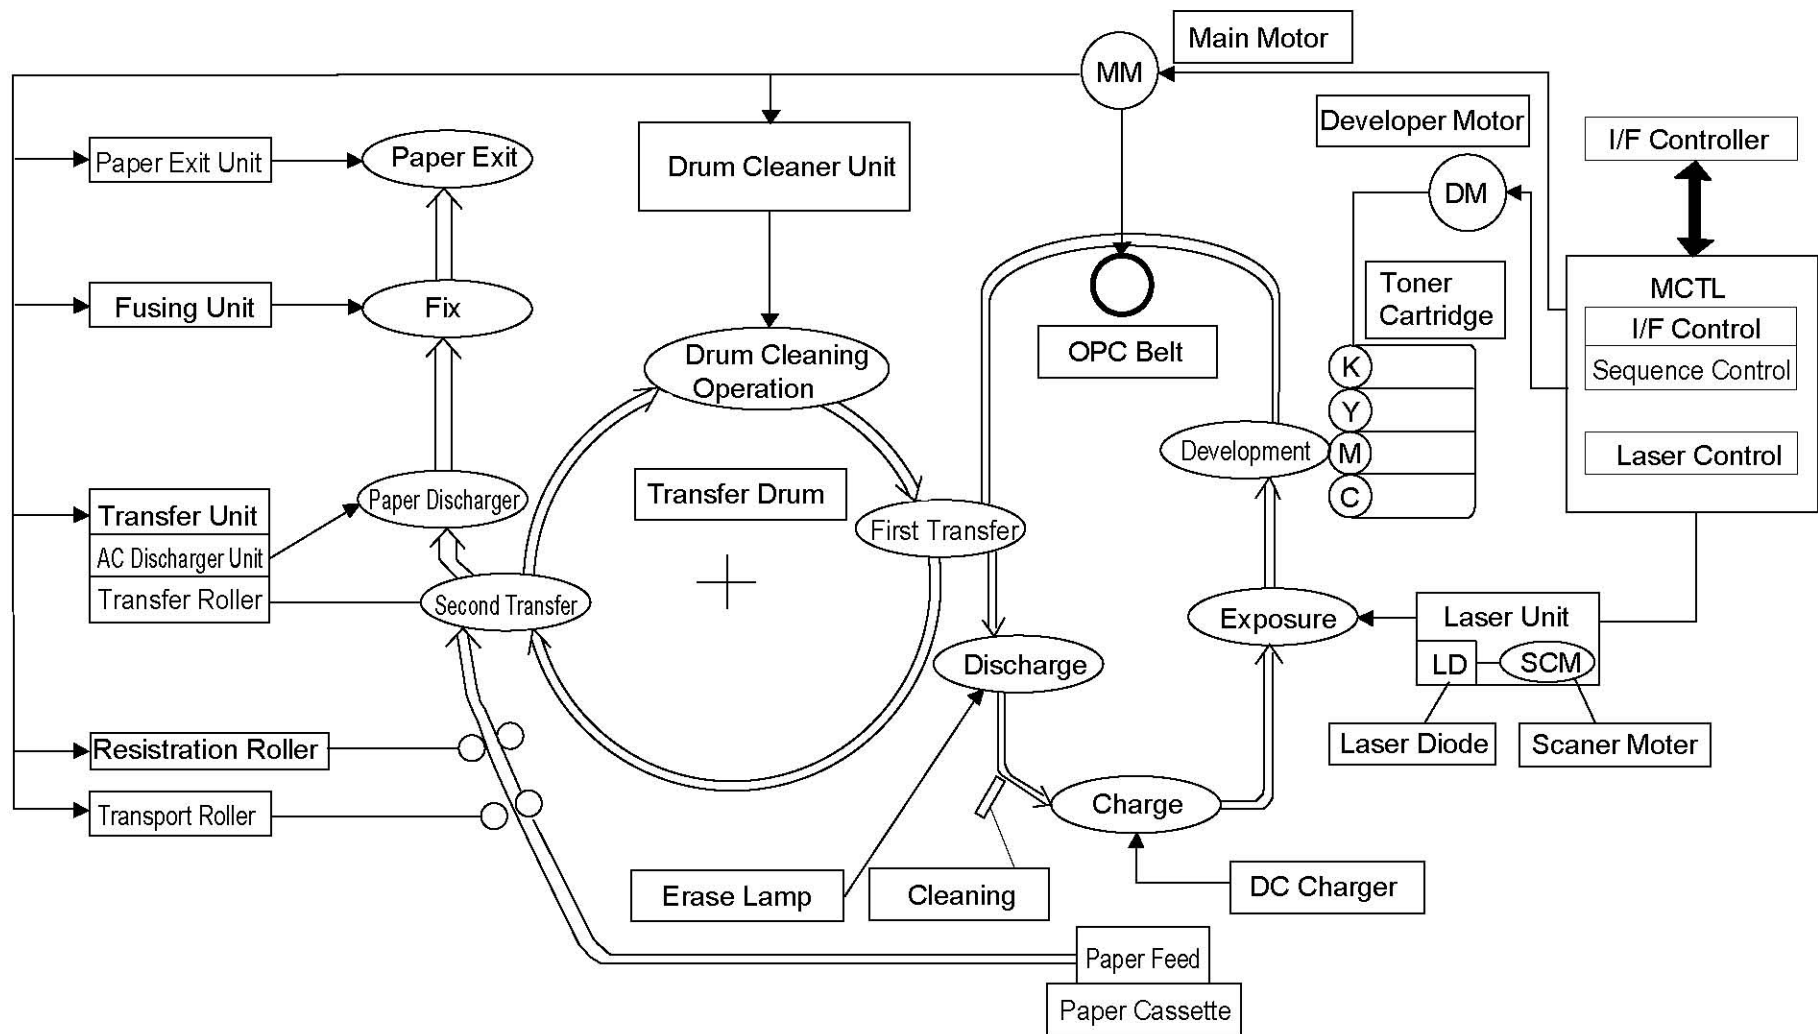 Main Motor
MM
Developer Motor
I/F Controller
Paper Exit Unit
Paper Exit
Drum Cleaner Unit
DM
Toner
Cartridge
MCTL
I/F Control
Sequence Control
Laser Control
Fusing Unit
Fix
Drum Cleaning
Operation
OPC Belt
K
Y
M
C
Development
Transfer Drum
Paper Discharger
First Transfer
Transfer Unit
AC Discharger Unit
Transfer Roller
Second Transfer
Exposure
Laser Unit
LD
SCM
Discharge
Laser Diode
Scaner Moter
Resistration Roller
Transport Roller
Charge
Erase Lamp
Cleaning
DC Charger
Paper Feed
Paper Cassette